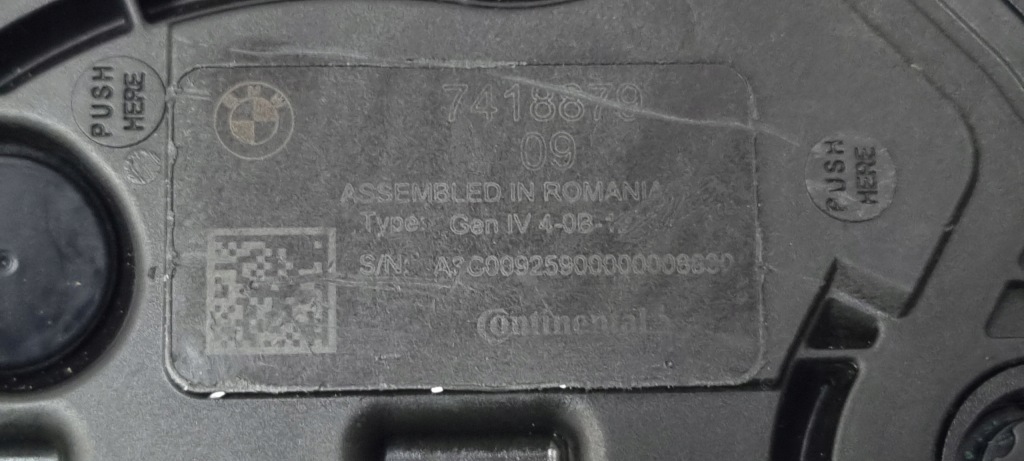 PUSH
HERE
BMW
7418879
09
ASSEMBLED IN ROMANIA
Type: Gen IV 4-0B-1
S/N:
Continental
PUSH
HERE